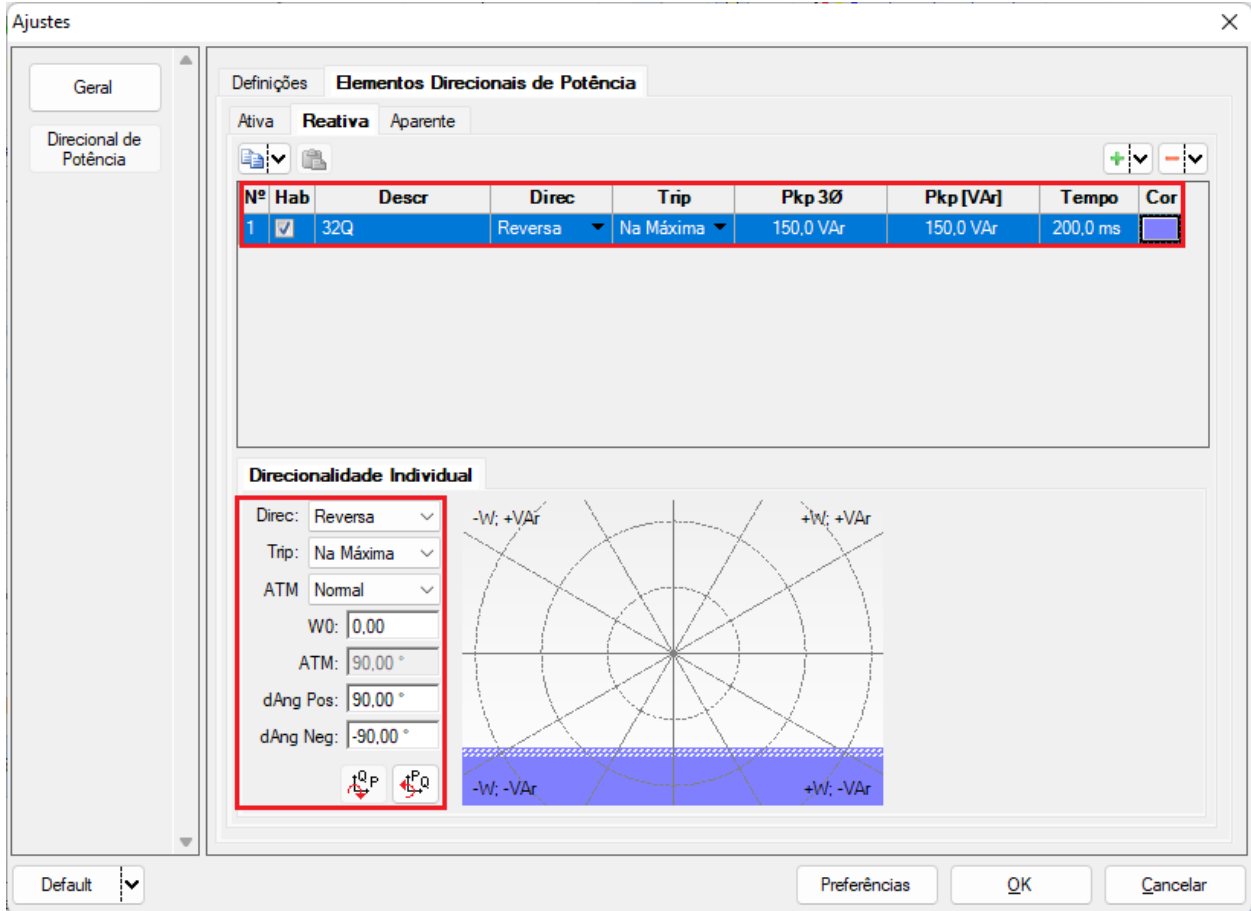 Ajustes
Geral
Direcional de
Potência
Definições Elementos Direcionais de Potência
Ativa Reativa Aparente
Nº Hab Descr Direc Trip Pkp 3Ø Pkp [VAr] Tempo Cor
1 32Q Reversa Na Máxima 150,0 VAr 150,0 VAr 200,0 ms
Direcionalidade Individual
Direc: Reversa
Trip: Na Máxima
ATM Normal
W0: 0,00
ATM: 90,00 °
dAng Pos: 90,00 °
dAng Neg: -90,00 °
Q P P Q
-W; +VAr +W; +VAr
-W; -VAr +W; -VAr
Default Preferências OK Cancelar